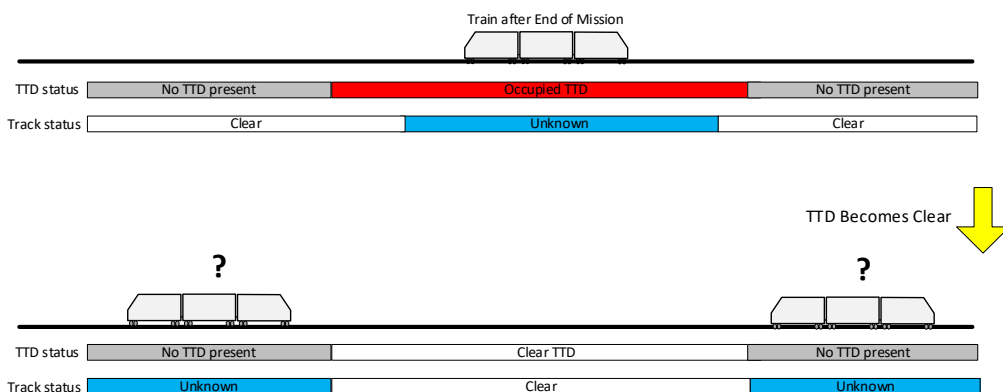 Train after End of Mission
TTD status No TTD present Occupied TTD No TTD present
Track status Clear Unknown Clear
TTD Becomes Clear
? ?
TTD status No TTD present Clear TTD No TTD present
Track status Unknown Clear Unknown